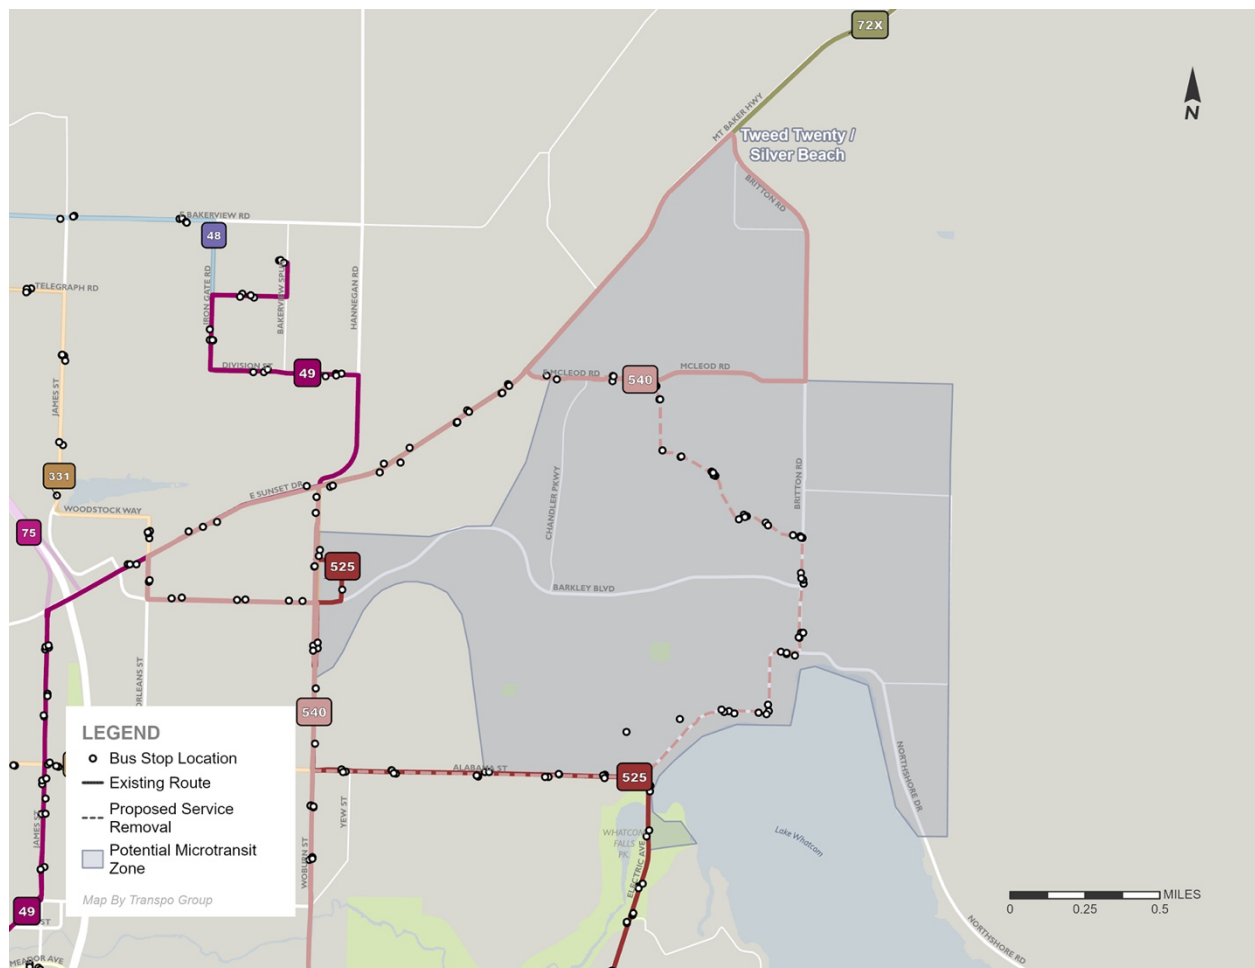 72X
MT BAKER HWY
N
Tweed Twenty /
Silver Beach
BRITTON RD
E BAKERVIEW RD
48
TELEGRAPH RD
IRON GATE RD
BAKERVIEW SPUR
HANNEGAN RD
DIVISION ST
49
E MCLEOD RD
540
MCLEOD RD
JAMES ST
331
E SUNSET DR
WOODSTOCK WAY
75
CHANDLER PKWY
BRITTON RD
525
BARKLEY BLVD
ORLEANS ST
540
LEGEND
Bus Stop Location
Existing Route
Proposed Service
Removal
Potential Microtransit
Zone
Map By Transpo Group
ALABAMA ST
525
JAMES ST
YEW ST
WOBURN ST
WHATCOM
FALLS
PK.
ELECTRIC AVE
Lake Whatcom
NORTHSHORE DR
MILES
0
0.25
0.5
49
ST
MEADOR AVE
NORTHSHORE RD